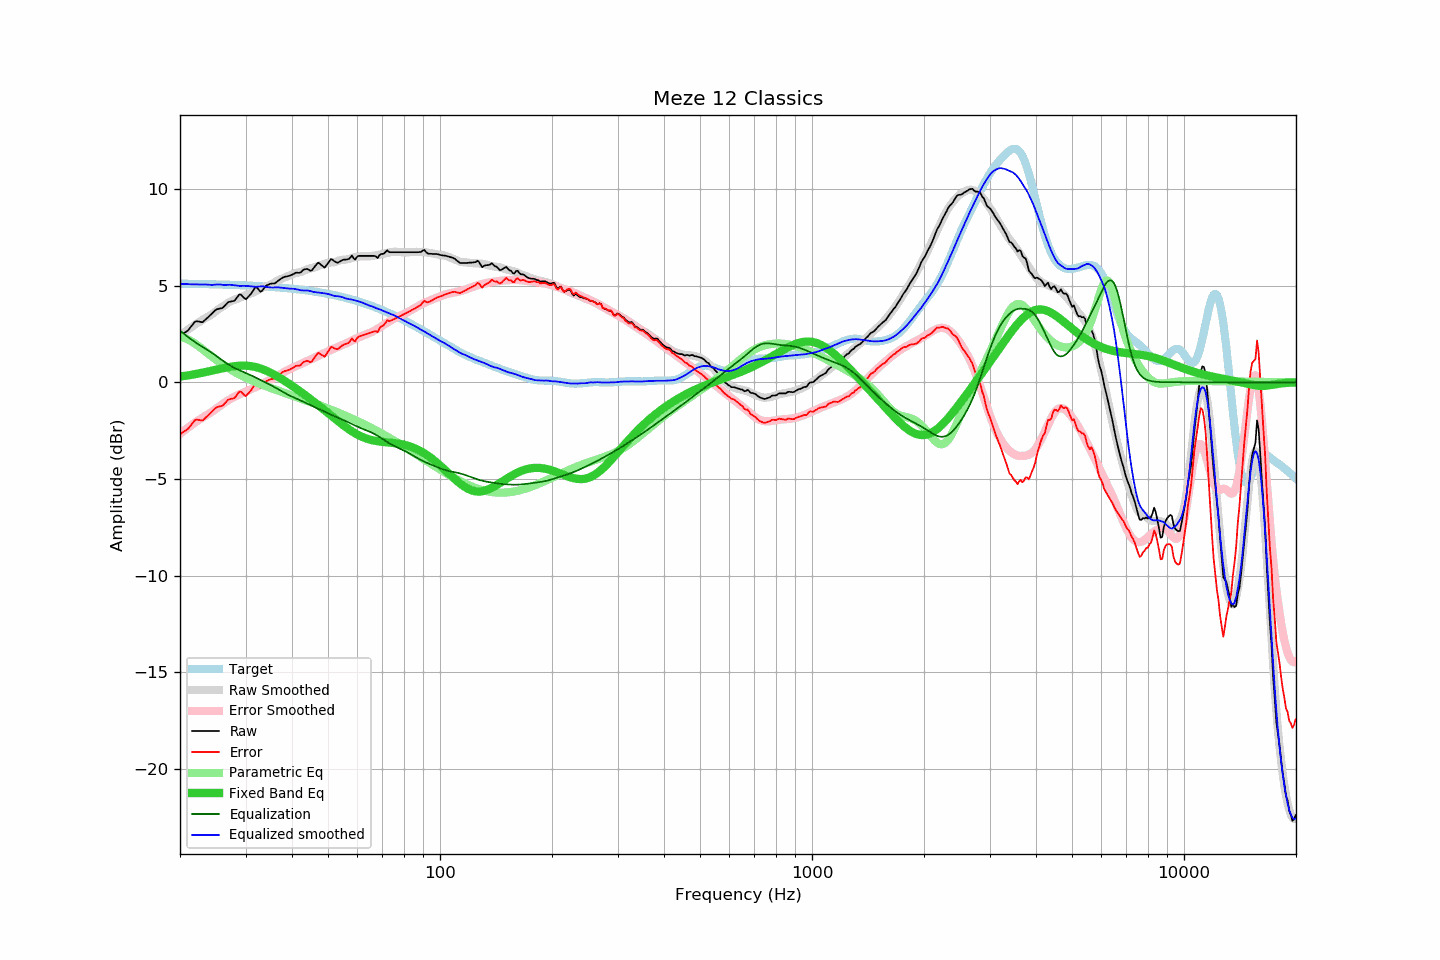 Meze 12 Classics
Amplitude (dBr)
10
5
0
−5
−10
−15
−20
Target
Raw Smoothed
Error Smoothed
Raw
Error
Parametric Eq
Fixed Band Eq
Equalization
Equalized smoothed
100
1000
10000
Frequency (Hz)